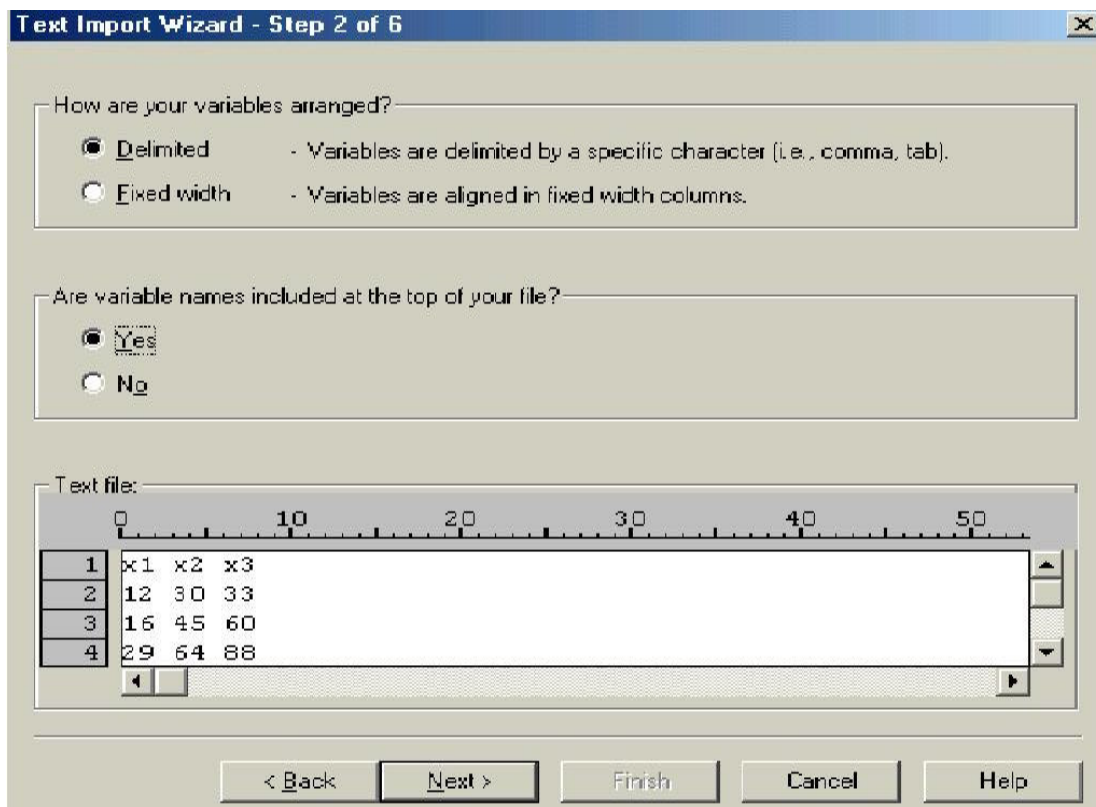 Text Import Wizard - Step 2 of 6
How are your variables arranged?
Delimited - Variables are delimited by a specific character (i.e., comma, tab).
Fixed width - Variables are aligned in fixed width columns.
Are variable names included at the top of your file?
Yes
No
Text file:
0 10 20 30 40 50
1 x1 x2 x3
2 12 30 33
3 16 45 60
4 29 64 88
< Back Next > Finish Cancel Help